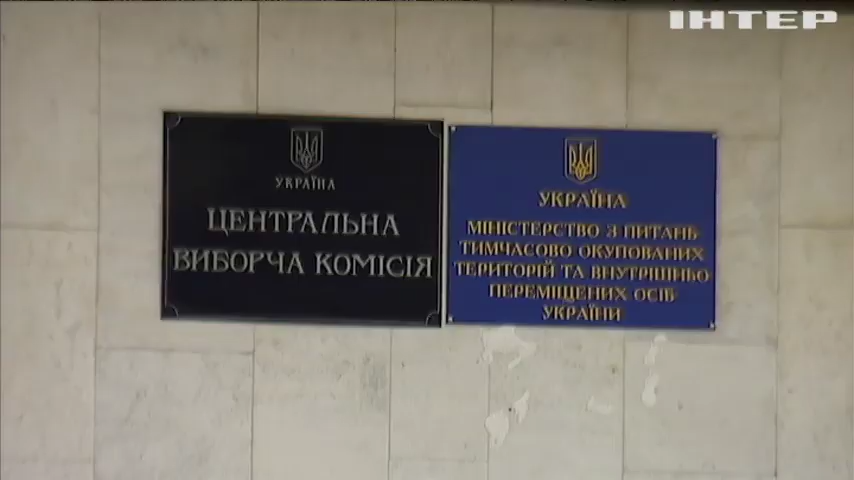 ІНТЕР
УКРАЇНА
ЦЕНТРАЛЬНА
ВИБОРЧА КОМІСІЯ
УКРАЇНА
МІНІСТЕРСТВО З ПИТАНЬ
ТИМЧАСОВО ОКУПОВАНИХ
ТЕРИТОРІЙ ТА ВНУТРІШНЬО
ПЕРЕМІЩЕНИХ ОСІБ
УКРАЇНИ